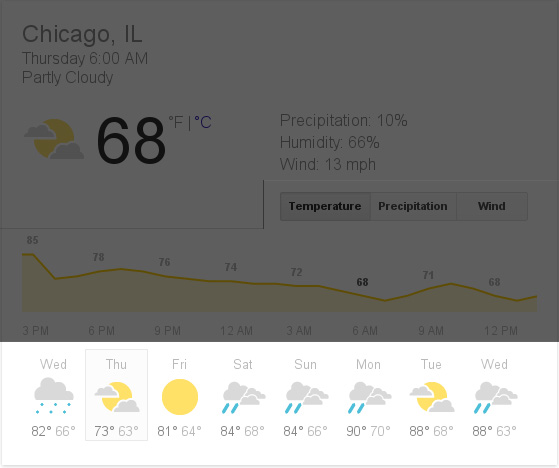 Chicago, IL
Thursday 6:00 AM
Partly Cloudy
68 °F | °C
Precipitation: 10%
Humidity: 66%
Wind: 13 mph
Temperature Precipitation Wind
85 78 76 74 72 68 71 68
3 PM 6 PM 9 PM 12 AM 3 AM 6 AM 9 AM 12 PM
Wed Thu Fri Sat Sun Mon Tue Wed
82° 66° 73° 63° 81° 64° 84° 68° 84° 66° 90° 70° 88° 68° 88° 63°